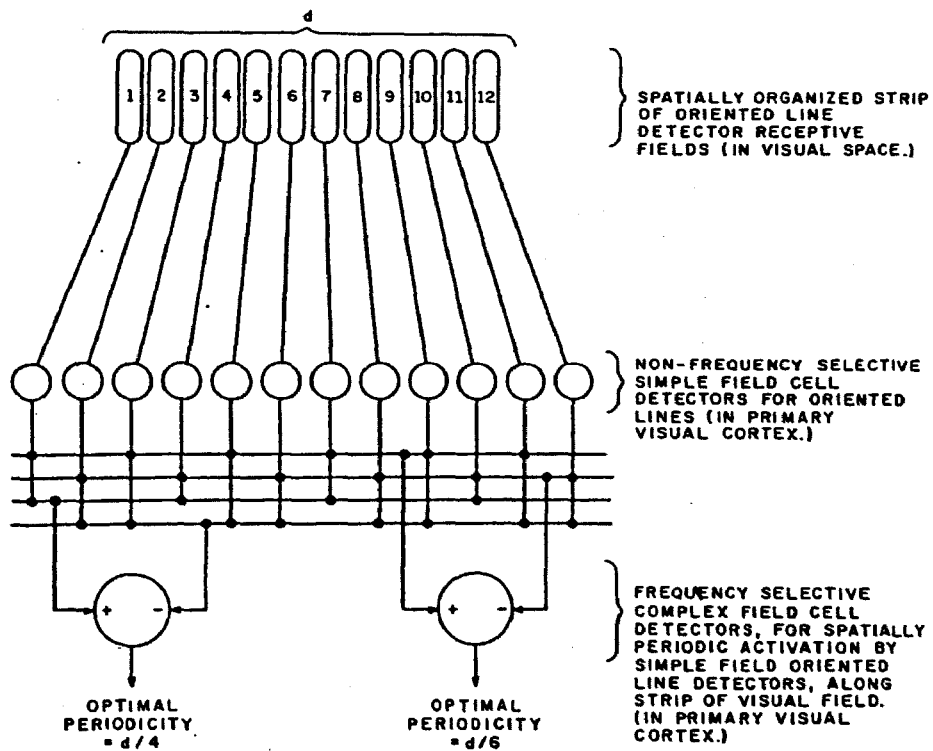 d
1 2 3 4 5 6 7 8 9 10 11 12
SPATIALLY ORGANIZED STRIP
OF ORIENTED LINE
DETECTOR RECEPTIVE
FIELDS (IN VISUAL SPACE.)
NON-FREQUENCY SELECTIVE
SIMPLE FIELD CELL
DETECTORS FOR ORIENTED
LINES (IN PRIMARY
VISUAL CORTEX.)
+ -
+ -
FREQUENCY SELECTIVE
COMPLEX FIELD CELL
DETECTORS, FOR SPATIALLY
PERIODIC ACTIVATION BY
SIMPLE FIELD ORIENTED
LINE DETECTORS, ALONG
STRIP OF VISUAL FIELD.
(IN PRIMARY VISUAL
CORTEX.)
OPTIMAL
PERIODICITY
= d/4
OPTIMAL
PERIODICITY
= d/6